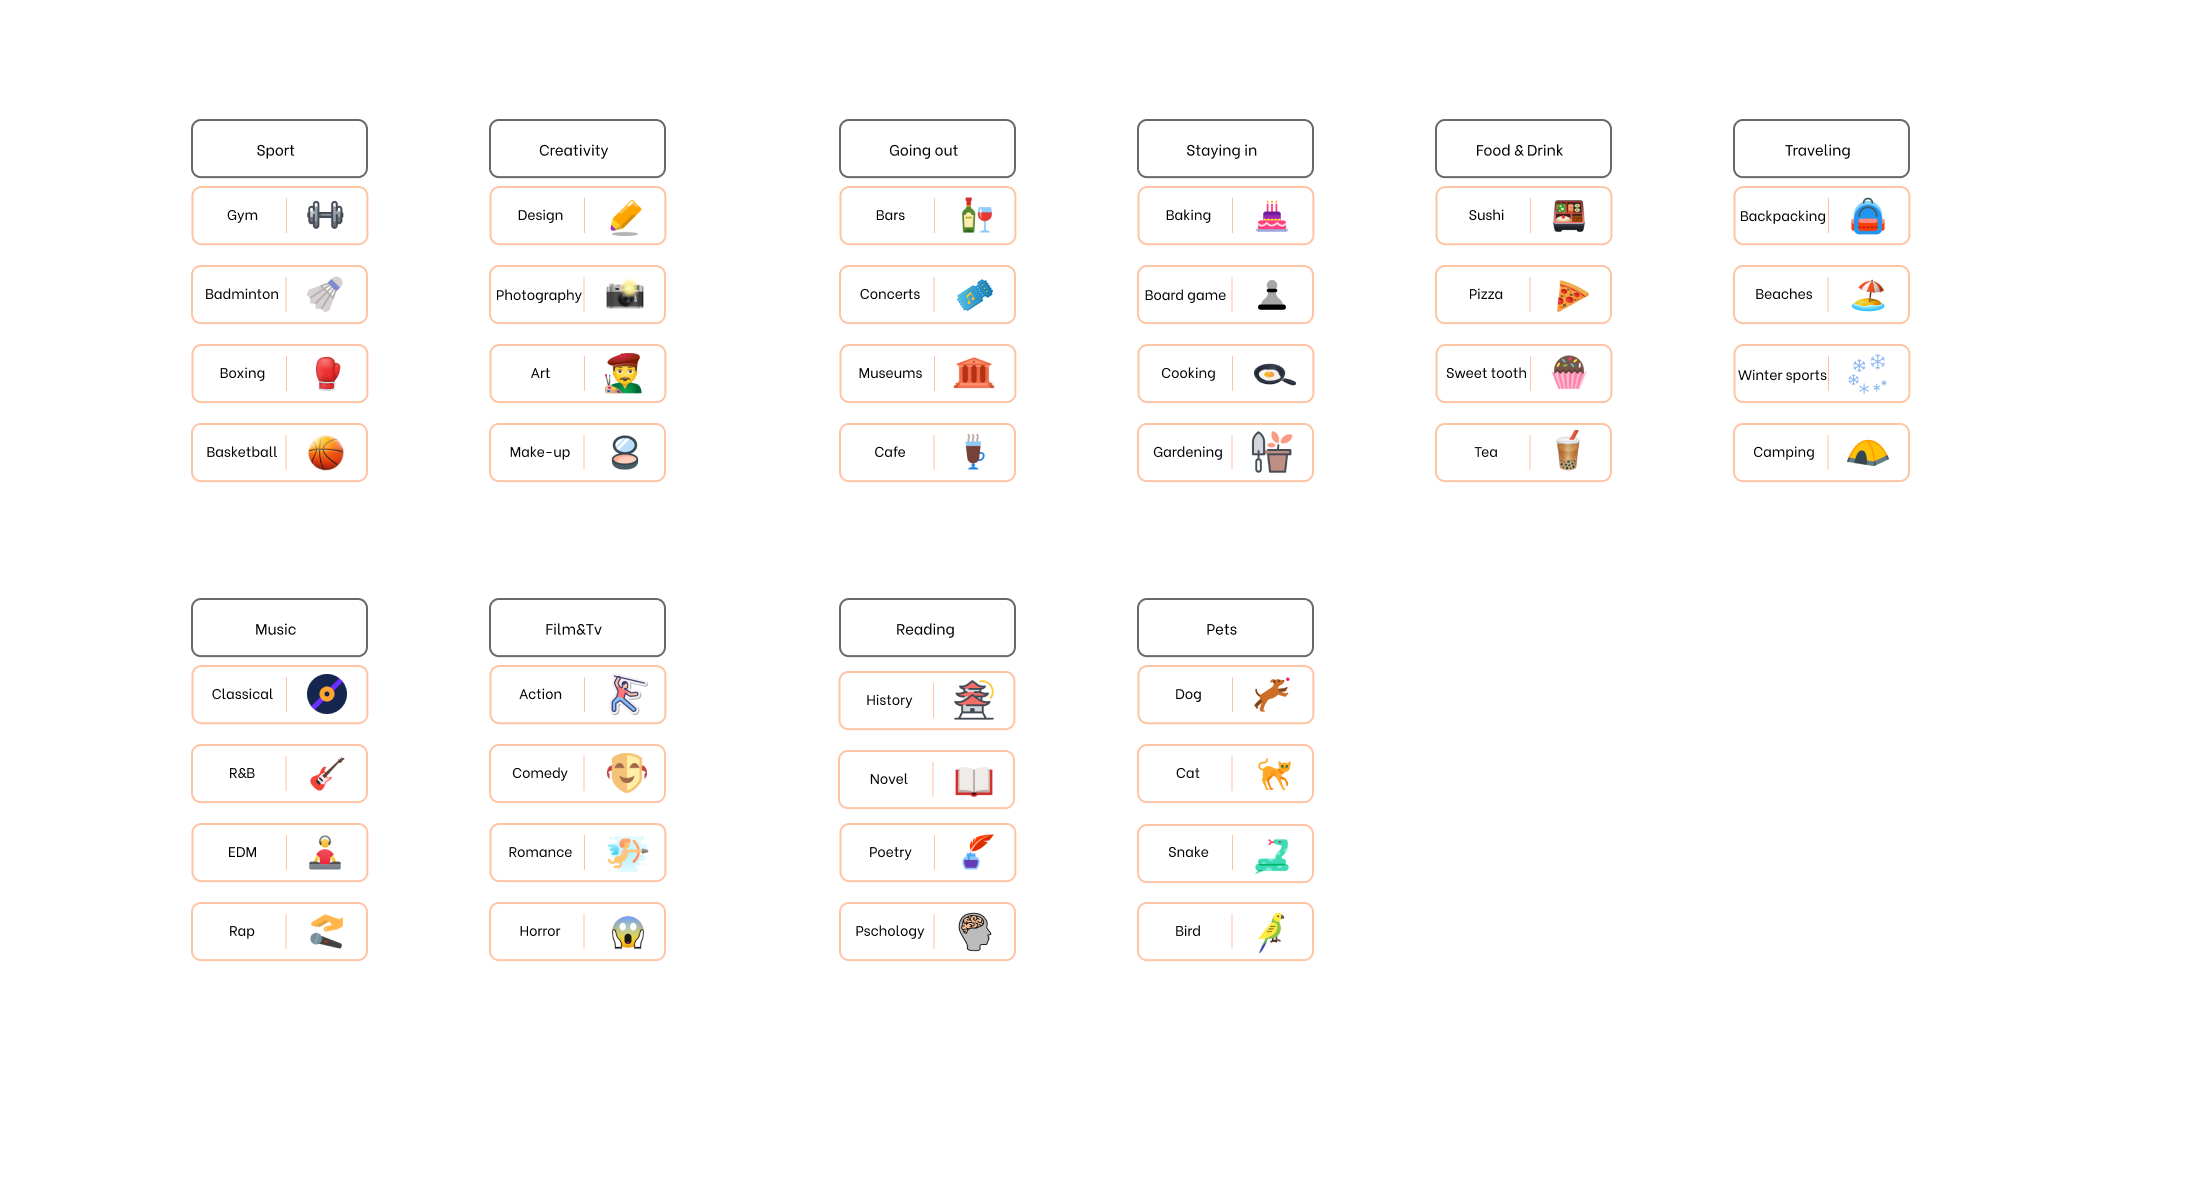 Sport
Gym
Badminton
Boxing
Basketball
Creativity
Design
Photography
Art
Make-up
Going out
Bars
Concerts
Museums
Cafe
Staying in
Baking
Board game
Cooking
Gardening
Food & Drink
Sushi
Pizza
Sweet tooth
Tea
Traveling
Backpacking
Beaches
Winter sports
Camping
Music
Classical
R&B
EDM
Rap
Film&Tv
Action
Comedy
Romance
Horror
Reading
History
Novel
Poetry
Pschology
Pets
Dog
Cat
Snake
Bird